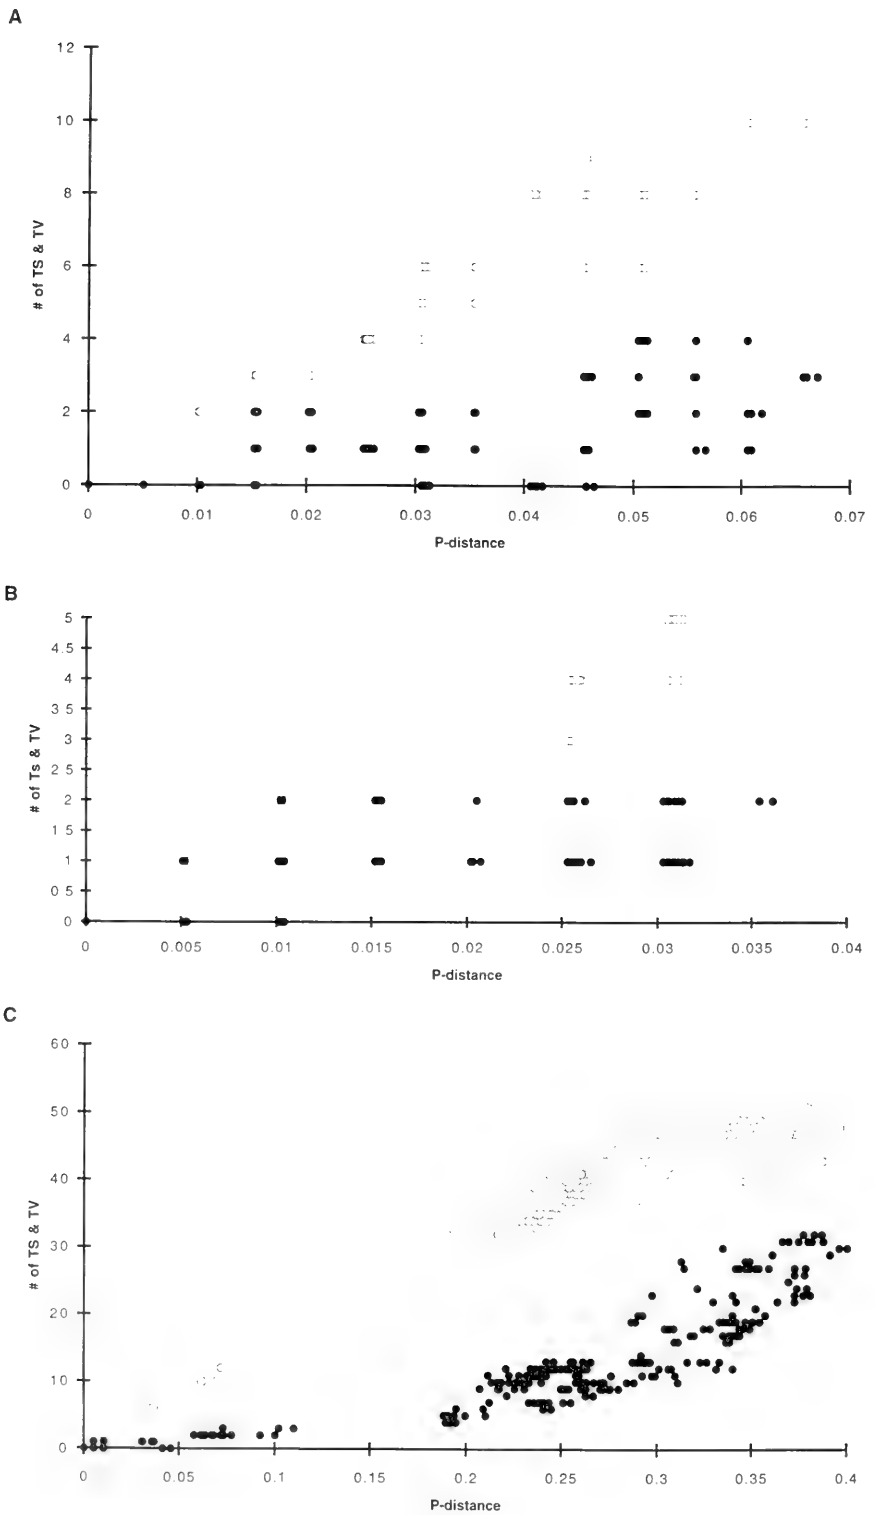 A
12
10
8
6
4
2
0
# of TS & TV
0 0.01 0.02 0.03 0.04 0.05 0.06 0.07
P-distance
B
5
4.5
4
3 5
3
2 5
2
1 5
1
0 5
0
# of Ts & TV
0 0.005 0.01 0.015 0.02 0.025 0.03 0.035 0.04
P-distance
C
60
50
40
30
20
10
0
# of TS & TV
0 0.05 0.1 0.15 0.2 0.25 0.3 0.35 0.4
P-distance